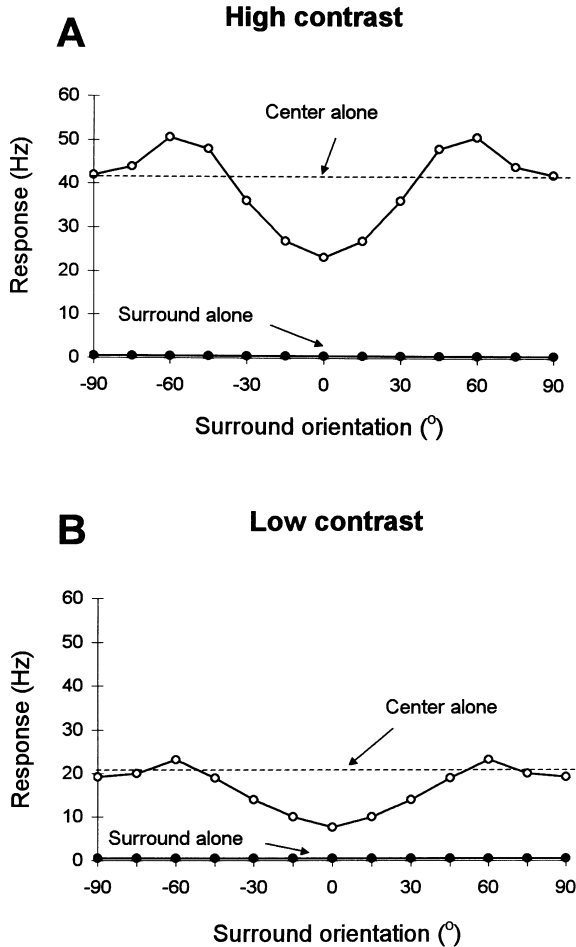 High contrast
A
60
50
40
30
20
10
0
Response (Hz)
Center alone
Surround alone
-90 -60 -30 0 30 60 90
Surround orientation (º)
Low contrast
B
60
50
40
30
20
10
0
Response (Hz)
Center alone
Surround alone
-90 -60 -30 0 30 60 90
Surround orientation (º)